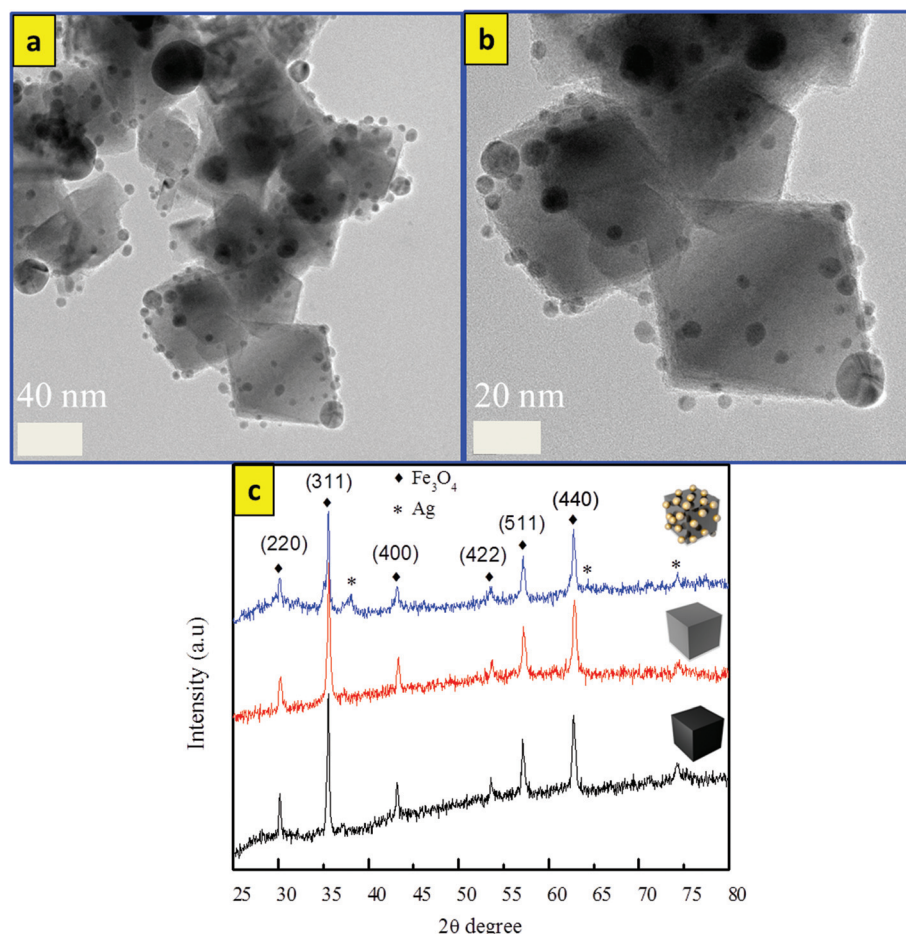 a
b
40 nm
20 nm
c
(311)
♦ Fe₃O₄
* Ag
(440)
(220)
(400)
(422)
(511)
*
*
*
Intensity (a.u)
25 30 35 40 45 50 55 60 65 70 75 80
2θ degree